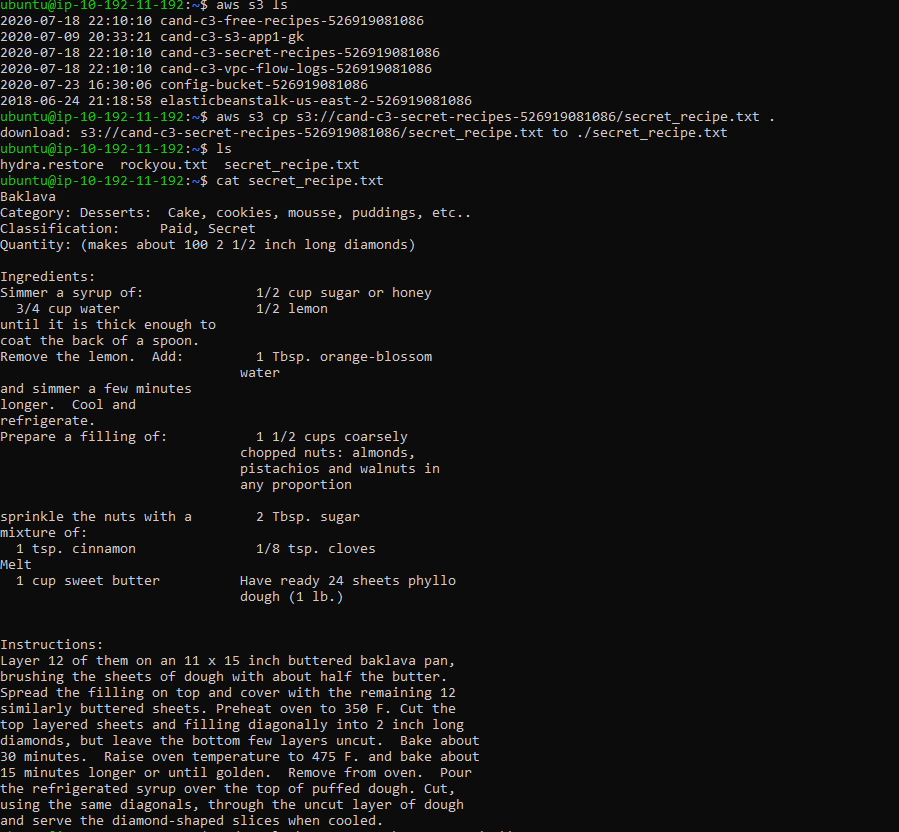 ubuntu@ip-10-192-11-192:~$ aws s3 ls
2020-07-18 22:10:10 cand-c3-free-recipes-526919081086
2020-07-09 20:33:21 cand-c3-s3-app1-gk
2020-07-18 22:10:10 cand-c3-secret-recipes-526919081086
2020-07-18 22:10:10 cand-c3-vpc-flow-logs-526919081086
2020-07-23 16:30:06 config-bucket-526919081086
2018-06-24 21:18:58 elasticbeanstalk-us-east-2-526919081086
ubuntu@ip-10-192-11-192:~$ aws s3 cp s3://cand-c3-secret-recipes-526919081086/secret_recipe.txt .
download: s3://cand-c3-secret-recipes-526919081086/secret_recipe.txt to ./secret_recipe.txt
ubuntu@ip-10-192-11-192:~$ ls
hydra.restore  rockyou.txt  secret_recipe.txt
ubuntu@ip-10-192-11-192:~$ cat secret_recipe.txt
Baklava
Category: Desserts:  Cake, cookies, mousse, puddings, etc..
Classification:     Paid, Secret
Quantity: (makes about 100 2 1/2 inch long diamonds)
Ingredients:
Simmer a syrup of:              1/2 cup sugar or honey
  3/4 cup water                 1/2 lemon
until it is thick enough to
coat the back of a spoon.
Remove the lemon.  Add:         1 Tbsp. orange-blossom
                              water
and simmer a few minutes
longer.  Cool and
refrigerate.
Prepare a filling of:           1 1/2 cups coarsely
                              chopped nuts: almonds,
                              pistachios and walnuts in
                              any proportion
sprinkle the nuts with a        2 Tbsp. sugar
mixture of:
  1 tsp. cinnamon               1/8 tsp. cloves
Melt
  1 cup sweet butter          Have ready 24 sheets phyllo
                              dough (1 lb.)
Instructions:
Layer 12 of them on an 11 x 15 inch buttered baklava pan,
brushing the sheets of dough with about half the butter.
Spread the filling on top and cover with the remaining 12
similarly buttered sheets. Preheat oven to 350 F. Cut the
top layered sheets and filling diagonally into 2 inch long
diamonds, but leave the bottom few layers uncut.  Bake about
30 minutes.  Raise oven temperature to 475 F. and bake about
15 minutes longer or until golden.  Remove from oven.  Pour
the refrigerated syrup over the top of puffed dough. Cut,
using the same diagonals, through the uncut layer of dough
and serve the diamond-shaped slices when cooled.